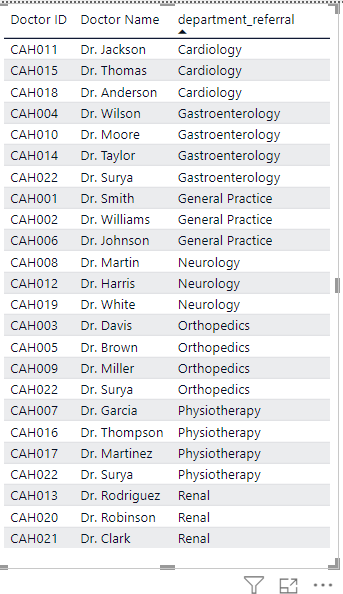 Doctor ID Doctor Name department_referral
CAH011 Dr. Jackson Cardiology
CAH015 Dr. Thomas Cardiology
CAH018 Dr. Anderson Cardiology
CAH004 Dr. Wilson Gastroenterology
CAH010 Dr. Moore Gastroenterology
CAH014 Dr. Taylor Gastroenterology
CAH022 Dr. Surya Gastroenterology
CAH001 Dr. Smith General Practice
CAH002 Dr. Williams General Practice
CAH006 Dr. Johnson General Practice
CAH008 Dr. Martin Neurology
CAH012 Dr. Harris Neurology
CAH019 Dr. White Neurology
CAH003 Dr. Davis Orthopedics
CAH005 Dr. Brown Orthopedics
CAH009 Dr. Miller Orthopedics
CAH022 Dr. Surya Orthopedics
CAH007 Dr. Garcia Physiotherapy
CAH016 Dr. Thompson Physiotherapy
CAH017 Dr. Martinez Physiotherapy
CAH022 Dr. Surya Physiotherapy
CAH013 Dr. Rodriguez Renal
CAH020 Dr. Robinson Renal
CAH021 Dr. Clark Renal